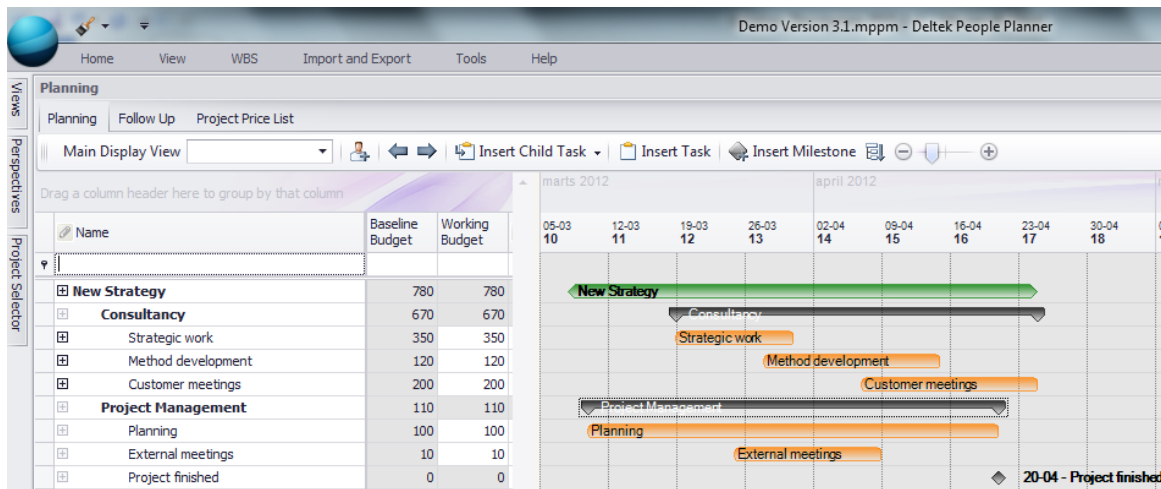 Demo Version 3.1.mppm - Deltek People Planner
Home View WBS Import and Export Tools Help
Views
Perspectives
Project Selector
Planning
Planning Follow Up Project Price List
Main Display View Insert Child Task Insert Task Insert Milestone
Drag a column header here to group by that column
marts 2012 april 2012
Name Baseline Budget Working Budget
05-03 12-03 19-03 26-03 02-04 09-04 16-04 23-04 30-04
10 11 12 13 14 15 16 17 18
New Strategy 780 780 New Strategy
Consultancy 670 670 Consultancy
Strategic work 350 350 Strategic work
Method development 120 120 Method development
Customer meetings 200 200 Customer meetings
Project Management 110 110 Project Management
Planning 100 100 Planning
External meetings 10 10 External meetings
Project finished 0 0 20-04 - Project finished